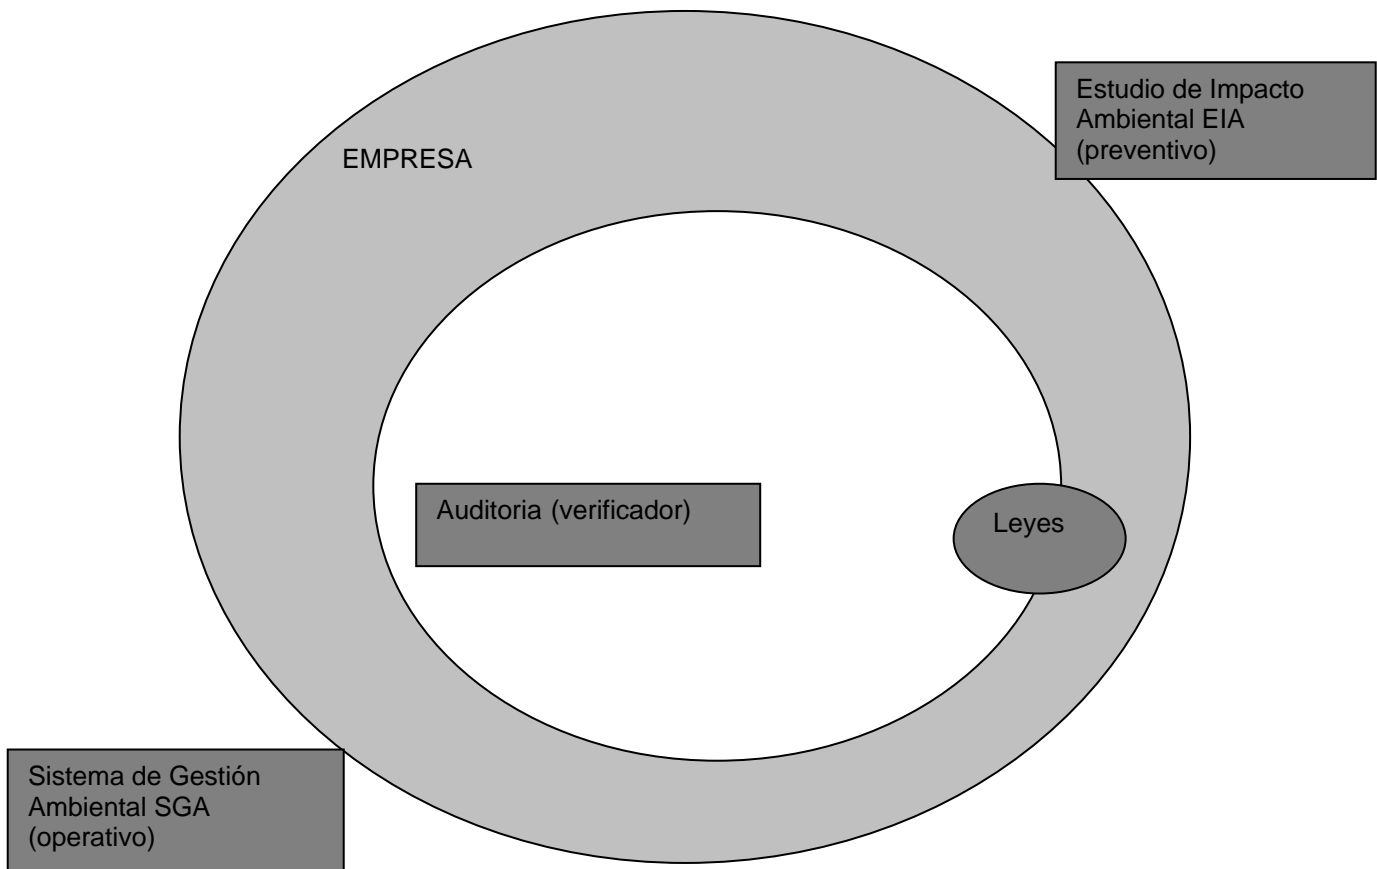 Estudio de Impacto
Ambiental EIA
(preventivo)
EMPRESA
Auditoria (verificador)
Leyes
Sistema de Gestión
Ambiental SGA
(operativo)